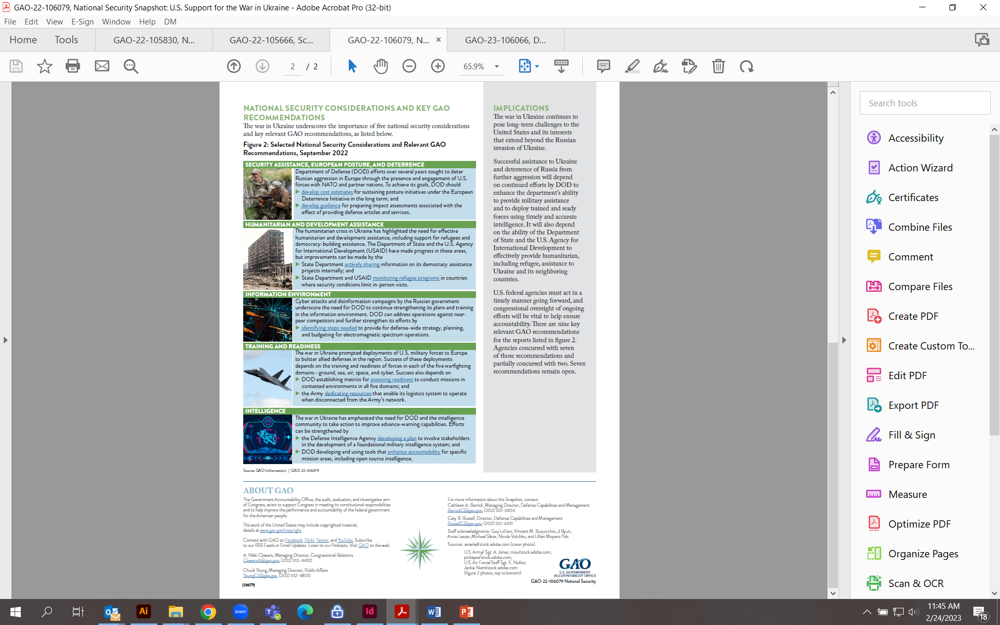 GAO-22-106079, National Security Snapshot: U.S. Support for the War in Ukraine - Adobe Acrobat Pro (32-bit)
File Edit View E-Sign Window Help DM
Home Tools GAO-22-105830, N... GAO-22-105666, Sc... GAO-22-106079, N... × GAO-23-106066, D...
2 / 2 65.9%
NATIONAL SECURITY CONSIDERATIONS AND KEY GAO
RECOMMENDATIONS
The war in Ukraine underscores the importance of five national security considerations
and key relevant GAO recommendations, as listed below.
Figure 2: Selected National Security Considerations and Relevant GAO
Recommendations, September 2022
SECURITY ASSISTANCE, EUROPEAN POSTURE, AND DETERRENCE
Department of Defense (DOD) efforts over several years sought to deter
Russian aggression in Europe through the presence and engagement of U.S.
forces with NATO and partner nations. To achieve its goals, DOD should
develop cost estimates for sustaining posture initiatives under the European
Deterrence Initiative in the long term; and
develop guidance for preparing impact assessments associated with the
effect of providing defense articles and services.
HUMANITARIAN AND DEVELOPMENT ASSISTANCE
The humanitarian crisis in Ukraine has highlighted the need for effective
humanitarian and development assistance, including support for refugees and
democracy-building assistance. The Department of State and the U.S. Agency
for International Development (USAID) have made progress in these areas,
but improvements can be made by the
State Department actively sharing information on its democracy assistance
projects internally; and
State Department and USAID monitoring refugee programs in countries
where security conditions limit in-person visits.
INFORMATION ENVIRONMENT
Cyber attacks and disinformation campaigns by the Russian government
underscore the need for DOD to continue strengthening its plans and training
in the information environment. DOD can address operations against near-
peer competitors and further strengthen its efforts by
identifying steps needed to provide for defense-wide strategy, planning,
and budgeting for electromagnetic spectrum operations.
TRAINING AND READINESS
The war in Ukraine prompted deployments of U.S. military forces to Europe
to bolster allied defenses in the region. Success of these deployments
depends on the training and readiness of forces in each of the five warfighting
domains—ground, sea, air, space, and cyber. Success also depends on
DOD establishing metrics for assessing readiness to conduct missions in
contested environments in all five domains; and
the Army dedicating resources that enable its logistics system to operate
when disconnected from the Army's network.
INTELLIGENCE
The war in Ukraine has emphasized the need for DOD and the intelligence
community to take action to improve advance-warning capabilities. Efforts
can be strengthened by
the Defense Intelligence Agency developing a plan to involve stakeholders
in the development of a foundational military intelligence system; and
DOD developing and using tools that enhance accountability for specific
mission areas, including open source intelligence.
Source: GAO (information). | GAO-22-106079
IMPLICATIONS
The war in Ukraine continues to
pose long-term challenges to the
United States and its interests
that extend beyond the Russian
invasion of Ukraine.
Successful assistance to Ukraine
and deterrence of Russia from
further aggression will depend
on continued efforts by DOD to
enhance the department's ability
to provide military assistance
and to deploy trained and ready
forces using timely and accurate
intelligence. It will also depend
on the ability of the Department
of State and the U.S. Agency for
International Development to
effectively provide humanitarian,
including refugee, assistance to
Ukraine and its neighboring
countries.
U.S. federal agencies must act in a
timely manner going forward, and
congressional oversight of ongoing
efforts will be vital to help ensure
accountability. There are nine key
relevant GAO recommendations
for the reports listed in figure 2.
Agencies concurred with seven
of those recommendations and
partially concurred with two. Seven
recommendations remain open.
ABOUT GAO
The Government Accountability Office, the audit, evaluation, and investigative arm
of Congress, exists to support Congress in meeting its constitutional responsibilities
and to help improve the performance and accountability of the federal government
for the American people.
This work of the United States may include copyrighted material,
details at www.gao.gov/copyright.
Connect with GAO on Facebook, Flickr, Twitter, and YouTube. Subscribe
to our RSS Feeds or Email Updates. Listen to our Podcasts. Visit GAO on the web.
A. Nikki Clowers, Managing Director, Congressional Relations
ClowersA@gao.gov, (202) 512-4400
Chuck Young, Managing Director, Public Affairs
YoungC1@gao.gov, (202) 512-4800
(106079)
For more information about this Snapshot, contact:
Cathleen A. Berrick, Managing Director, Defense Capabilities and Management
BerrickC@gao.gov, (202) 512-3404
Cary B. Russell, Director, Defense Capabilities and Management
RussellC@gao.gov, (202) 512-5431
Staff acknowledgments: Guy LoFaro, Vincent M. Buquicchio, Ji Byun,
Amie Lesser, Michael Silver, Nicole Volchko, and Lillian Moyano Yob.
Sources: aviavlad/stock.adobe.com (cover photo).
U.S. Army/ Sgt. A. Jones; misu/stock.adobe.com;
pinkeyes/stock.adobe.com;
U.S. Air Force/Staff Sgt. E. Nuñez;
Jackie Niam/stock.adobe.com
(figure 2 photos, top to bottom).
GAO
U.S. GOVERNMENT
ACCOUNTABILITY OFFICE
GAO-22-106079 National Security
Search tools
Accessibility
Action Wizard
Certificates
Combine Files
Comment
Compare Files
Create PDF
Create Custom To...
Edit PDF
Export PDF
Fill & Sign
Prepare Form
Measure
Optimize PDF
Organize Pages
Scan & OCR
Ai zoom Id
11:45 AM
2/24/2023
18